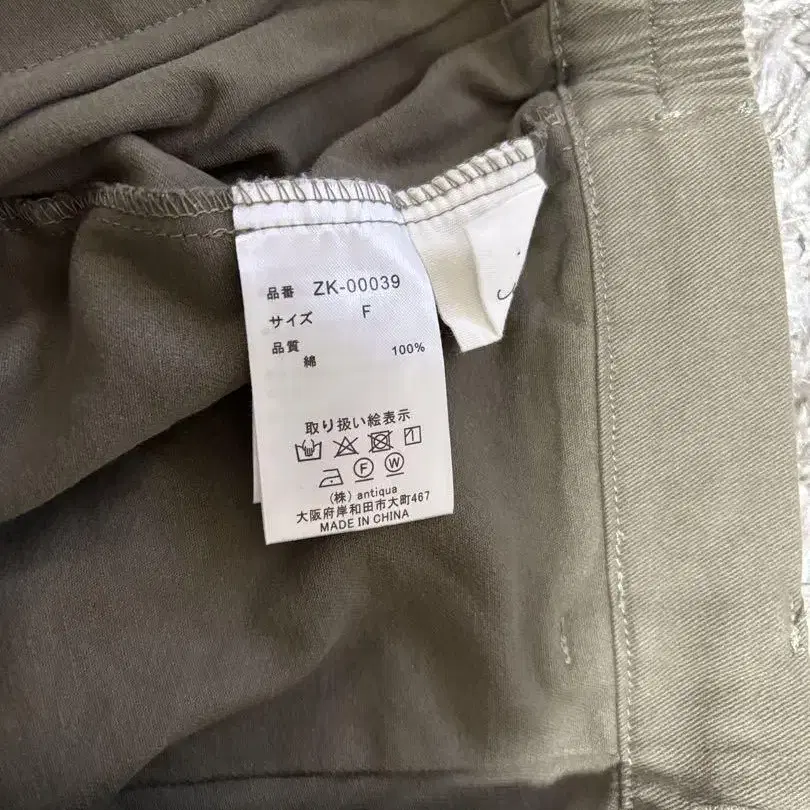 品番 ZK-00039
サイズ F
品質
綿 100%
取り扱い絵表示
F W
(株) antiqua
大阪府岸和田市大町467
MADE IN CHINA